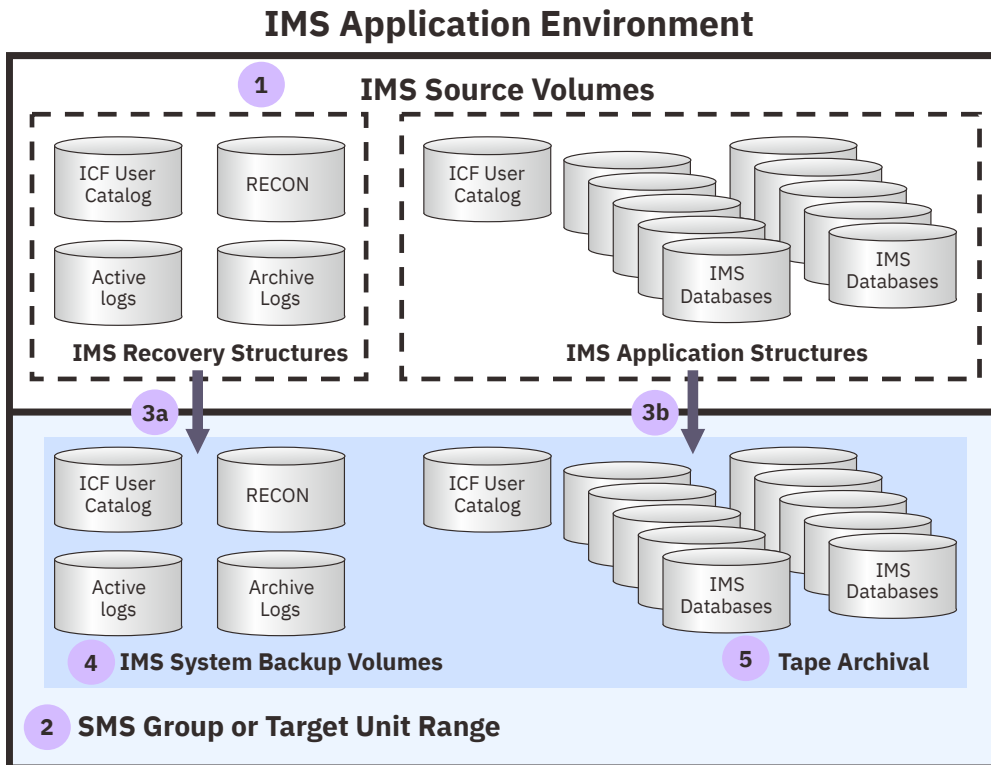 IMS Application Environment
1
IMS Source Volumes
ICF User
Catalog
RECON
Active
logs
Archive
Logs
IMS Recovery Structures
ICF User
Catalog
IMS
Databases
IMS
Databases
IMS Application Structures
3a
3b
ICF User
Catalog
RECON
Active
logs
Archive
Logs
ICF User
Catalog
IMS
Databases
IMS
Databases
4
IMS System Backup Volumes
5
Tape Archival
2
SMS Group or Target Unit Range